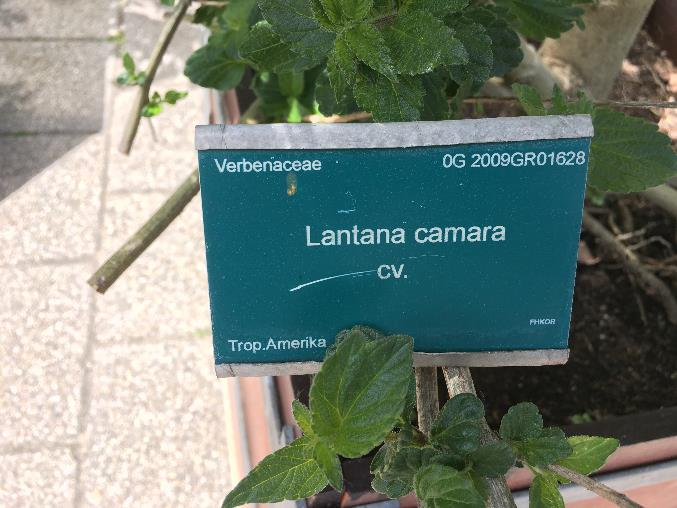 Verbenaceae 0G 2009GR01628
Lantana camara
cv.
FHKOR
Trop.Amerika